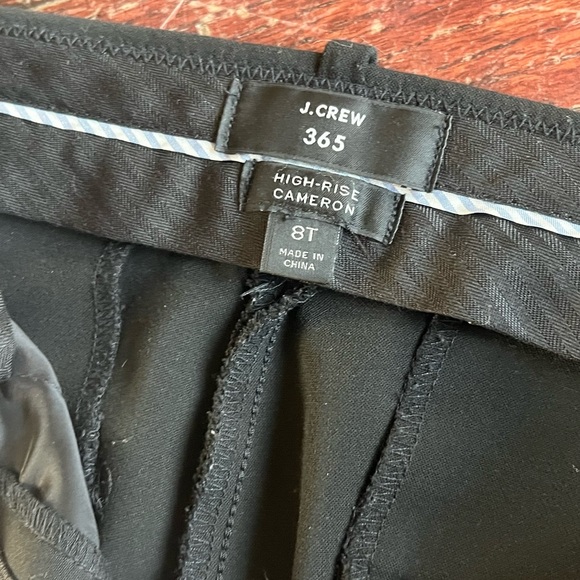 J.CREW
365
HIGH-RISE
CAMERON
8T
MADE IN
CHINA